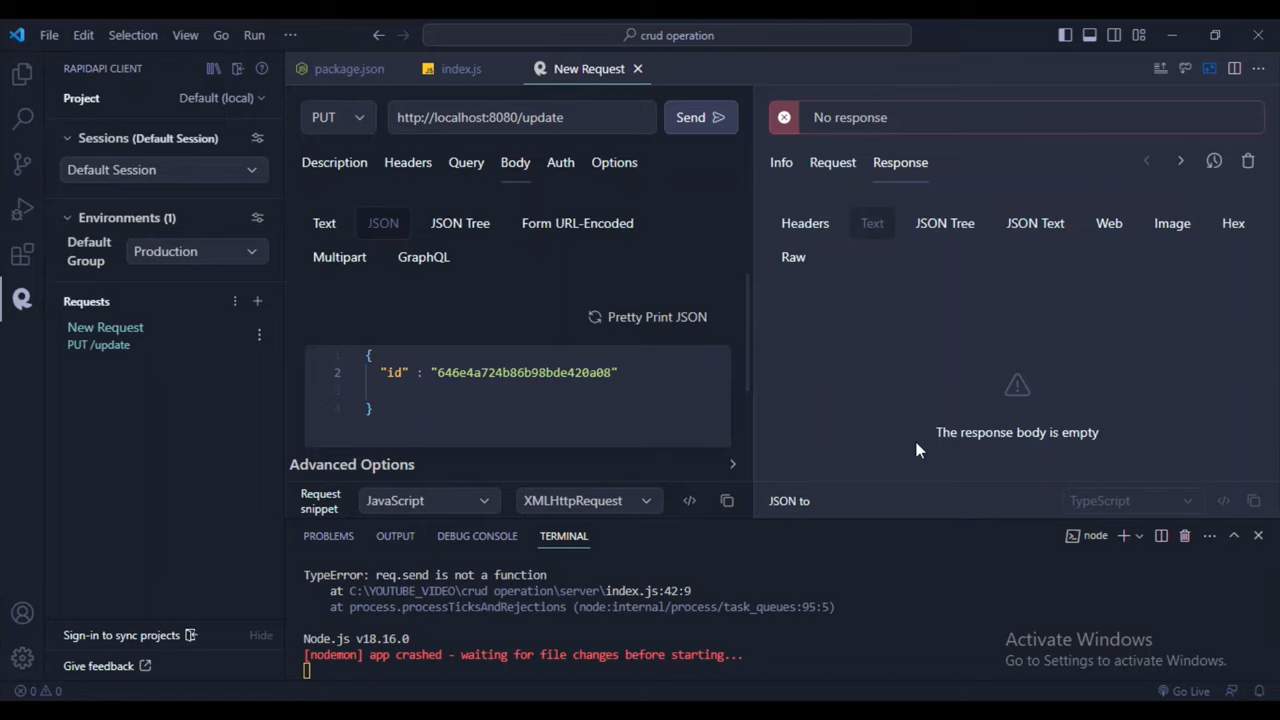 File Edit Selection View Go Run ··· crud operation
RAPIDAPI CLIENT
package.json index.js New Request
Project Default (local)
Sessions (Default Session)
Default Session
Environments (1)
Default Group Production
Requests
New Request
PUT /update
Sign-in to sync projects Hide
Give feedback
PUT http://localhost:8080/update Send
Description Headers Query Body Auth Options
Text JSON JSON Tree Form URL-Encoded
Multipart GraphQL
Pretty Print JSON
1 {
2 "id" : "646e4a724b86b98bde420a08"
3
4 }
Advanced Options
Request snippet JavaScript XMLHttpRequest
No response
Info Request Response
Headers Text JSON Tree JSON Text Web Image Hex
Raw
The response body is empty
JSON to TypeScript
PROBLEMS OUTPUT DEBUG CONSOLE TERMINAL node
TypeError: req.send is not a function
at C:\YOUTUBE_VIDEO\crud operation\server\index.js:42:9
at process.processTicksAndRejections (node:internal/process/task_queues:95:5)
Node.js v18.16.0
[nodemon] app crashed - waiting for file changes before starting...
Activate Windows
Go to Settings to activate Windows.
0 0 Go Live